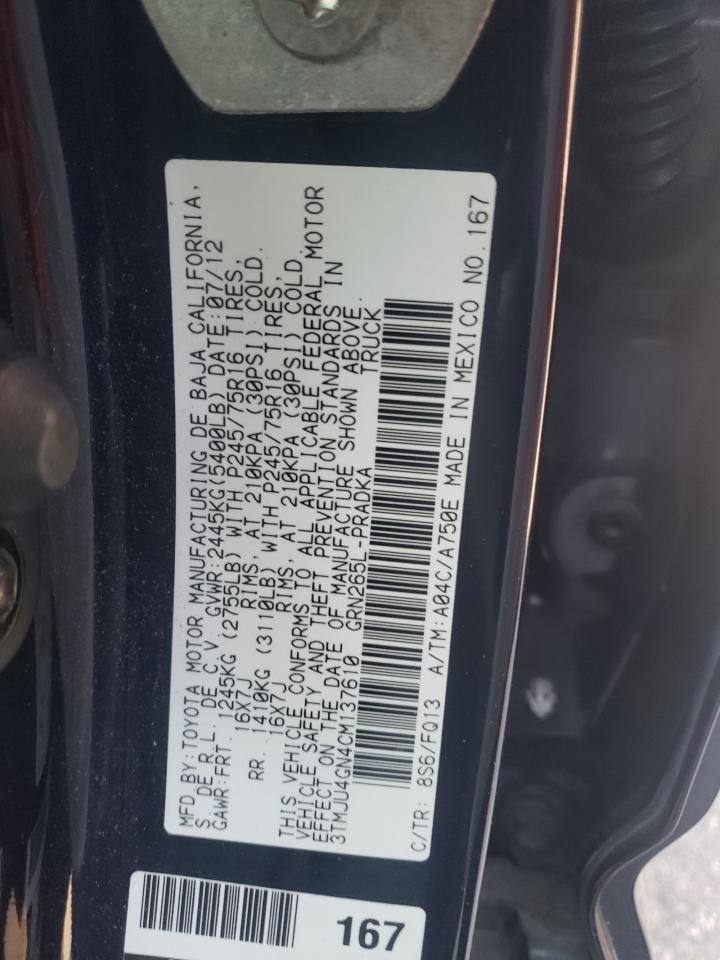 MFD BY:TOYOTA MOTOR MANUFACTURING DE BAJA CALIFORNIA,
S. DE R.L. DE C.V. GVWR:2445KG(5400LB) DATE:07/12
GAWR:FRT. 1245KG (2755LB) WITH P245/75R16 TIRES,
16X7J RIMS, AT 210KPA (30PSI) COLD.
RR. 1410KG (3110LB) WITH P245/75R16 TIRES,
16X7J RIMS, AT 210KPA (30PSI) COLD.
THIS VEHICLE CONFORMS TO ALL APPLICABLE FEDERAL MOTOR
VEHICLE SAFETY AND THEFT PREVENTION STANDARDS IN
EFFECT ON THE DATE OF MANUFACTURE SHOWN ABOVE.
3TMJU4GN4CM137610 GRN265L-PRADKA TRUCK
C/TR: 8S6/FQ13 A/TM:A04C/A750E MADE IN MEXICO NO.167
167